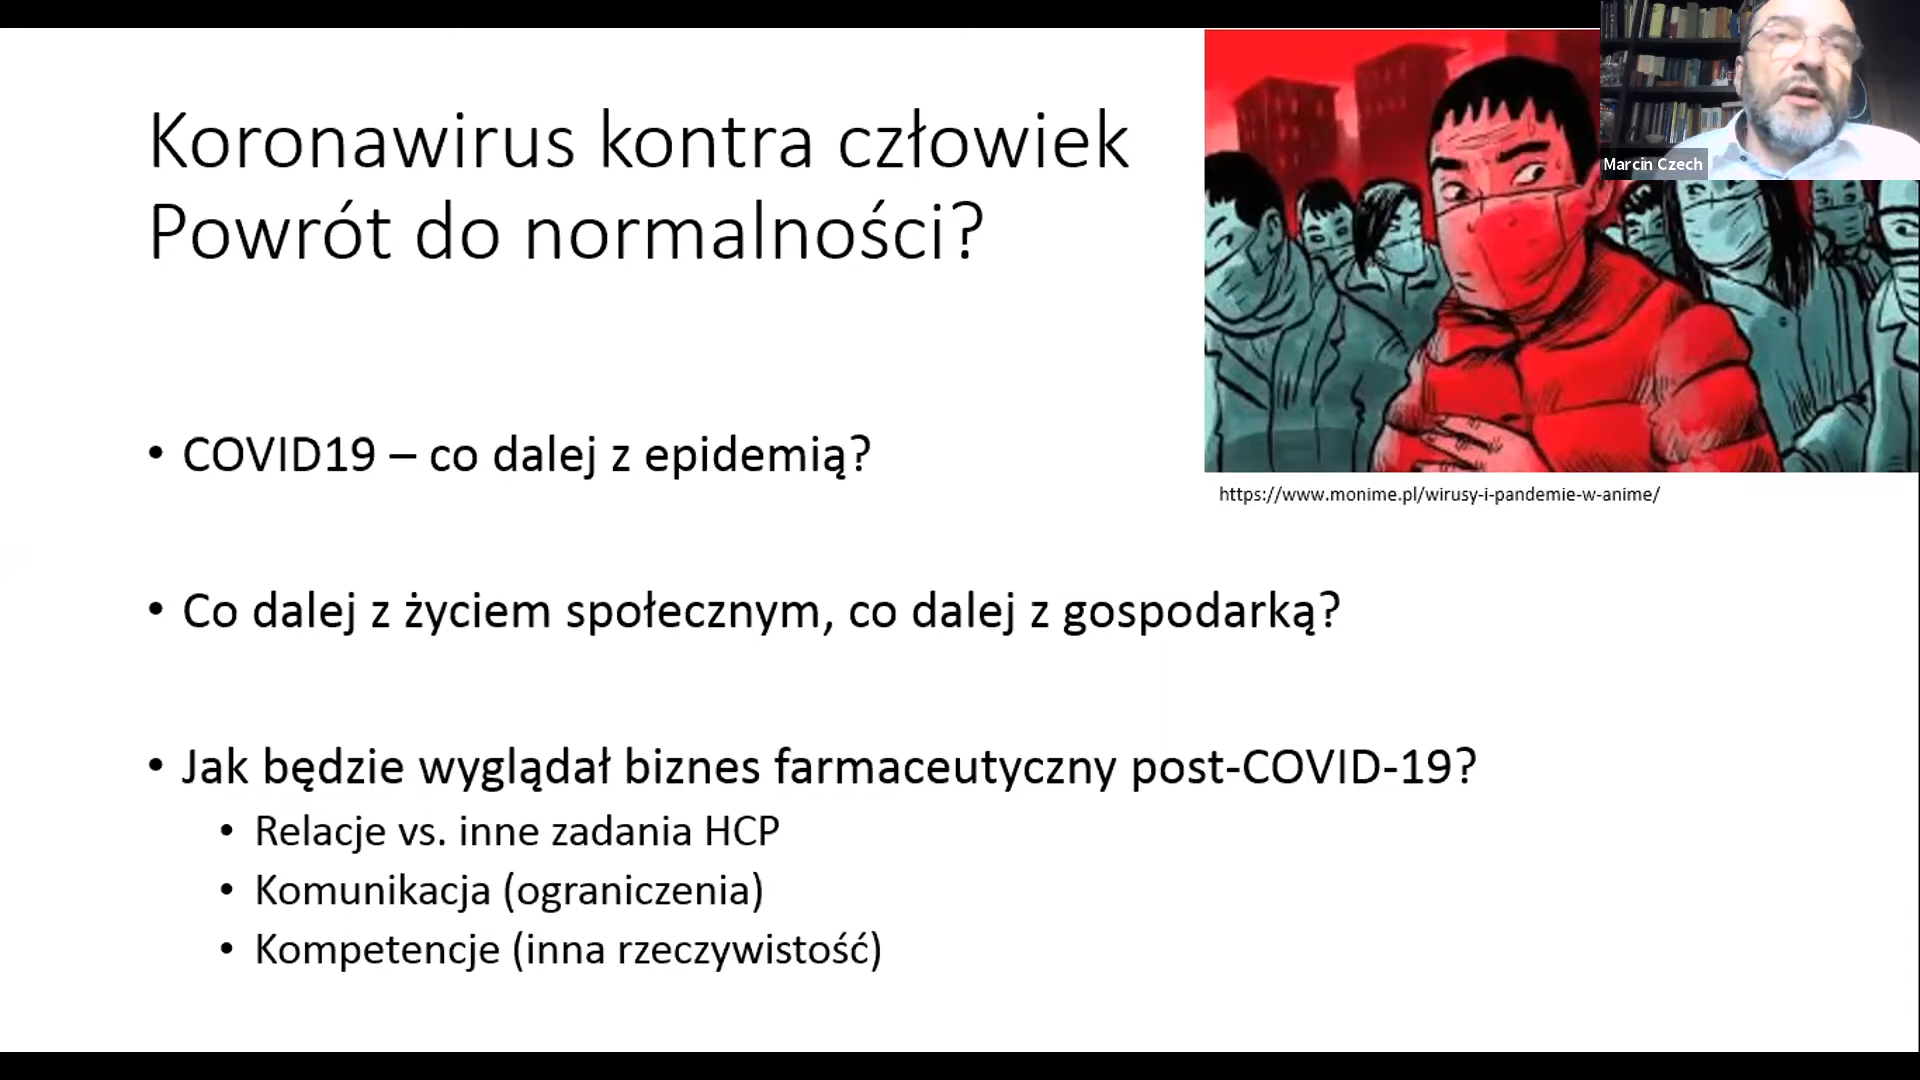 Koronawirus kontra człowiek
Powrót do normalności?
Marcin Czech
https://www.monime.pl/wirusy-i-pandemie-w-anime/
• COVID19 – co dalej z epidemią?
• Co dalej z życiem społecznym, co dalej z gospodarką?
• Jak będzie wyglądał biznes farmaceutyczny post-COVID-19?
• Relacje vs. inne zadania HCP
• Komunikacja (ograniczenia)
• Kompetencje (inna rzeczywistość)